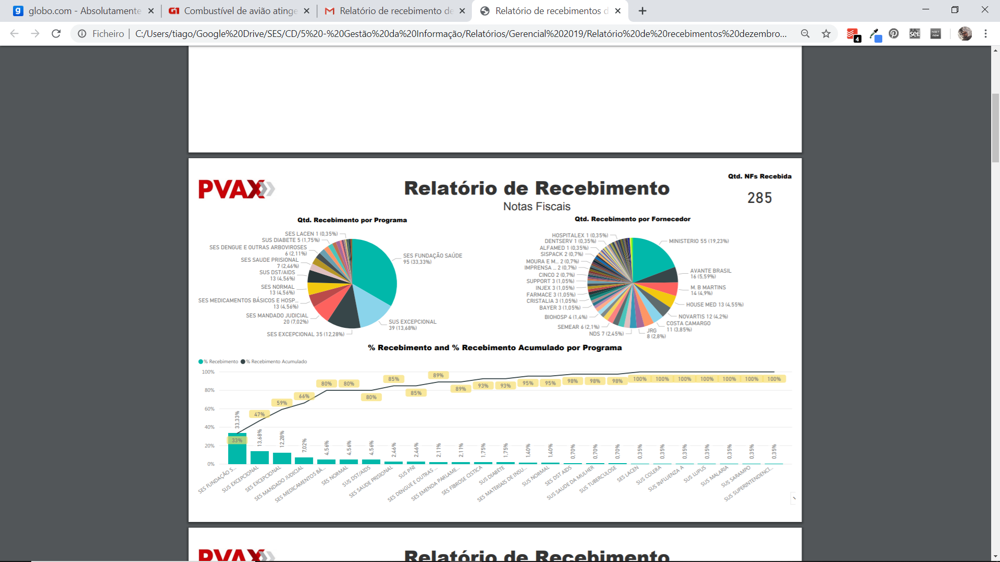 globo.com - Absolutamente
G1 Combustível de avião atinge
Relatório de recebimento de
Relatório de recebimentos d
Ficheiro
C:/Users/tiago/Google%20Drive/SES/CD/5%20-%20Gestão%20da%20Informação/Relatórios/Gerencial%202019/Relatório%20de%20recebimentos%20dezembro...
4
sei!
PVAX
Relatório de Recebimento
Notas Fiscais
Qtd. NFs Recebida
285
Qtd. Recebimento por Programa
SES LACEN 1 (0,35%)
SUS DIABETE 5 (1,75%)
SES DENGUE E OUTRAS ARBOVIROSES
6 (2,11%)
SES SAUDE PRISIONAL
7 (2,46%)
SUS DST/AIDS
13 (4,56%)
SES NORMAL
13 (4,56%)
SES MEDICAMENTOS BÁSICOS E HOSP...
13 (4,56%)
SES MANDADO JUDICIAL
20 (7,02%)
SES EXCEPCIONAL 35 (12,28%)
SES FUNDAÇÃO SAÚDE
95 (33,33%)
SUS EXCEPCIONAL
39 (13,68%)
Qtd. Recebimento por Fornecedor
HOSPITALEX 1 (0,35%)
DENTSERV 1 (0,35%)
ALFAMED 1 (0,35%)
SISPACK 2 (0,7%)
MOURA E M... 2 (0,7%)
IMPRENSA ... 2 (0,7%)
CINCO 2 (0,7%)
SUPPORT 3 (1,05%)
INJEX 3 (1,05%)
FARMACE 3 (1,05%)
CRISTALIA 3 (1,05%)
BAYER 3 (1,05%)
BIOHOSP 4 (1,4%)
SEMEAR 6 (2,1%)
NDS 7 (2,45%)
MINISTERIO 55 (19,23%)
AVANTE BRASIL
16 (5,59%)
M. B MARTINS
14 (4,9%)
HOUSE MED 13 (4,55%)
NOVARTIS 12 (4,2%)
COSTA CAMARGO
11 (3,85%)
JRG
8 (2,8%)
% Recebimento and % Recebimento Acumulado por Programa
% Recebimento % Recebimento Acumulado
100%
80%
60%
40%
20%
0%
33% 47% 59% 66% 80% 80% 80% 85% 85% 89% 89% 93% 93% 95% 95% 98% 98% 98% 100% 100% 100% 100% 100% 100% 100%
33,33% 13,68% 12,28% 7,02% 4,56% 4,56% 4,56% 2,46% 2,46% 2,11% 2,11% 1,75% 1,75% 1,40% 1,40% 0,70% 0,70% 0,70% 0,35% 0,35% 0,35% 0,35% 0,35% 0,35% 0,35%
SES FUNDAÇÃO S...
SUS EXCEPCIONAL
SES EXCEPCIONAL
SES MANDADO JUDICIAL
SES MEDICAMENTOS BÁ...
SES NORMAL
SUS DST/AIDS
SES SAUDE PRISIONAL
SUS PNI
SES DENGUE E OUTRAS ...
SES EMENDA PARLAME...
SES FIBROSE CISTICA
SUS DIABETE
SES MATERIAIS DE INSU...
SUS NORMAL
SES DST AIDS
SUS SAUDE DA MULHER
SUS TUBERCULOSE
SES LACEN
SUS COLERA
SUS INFLUENZA A
SUS LUPUS
SUS MALARIA
SUS SARAMPO
SUS SUPERINTENDENCI...
PVAX
Relatório de Recebimento